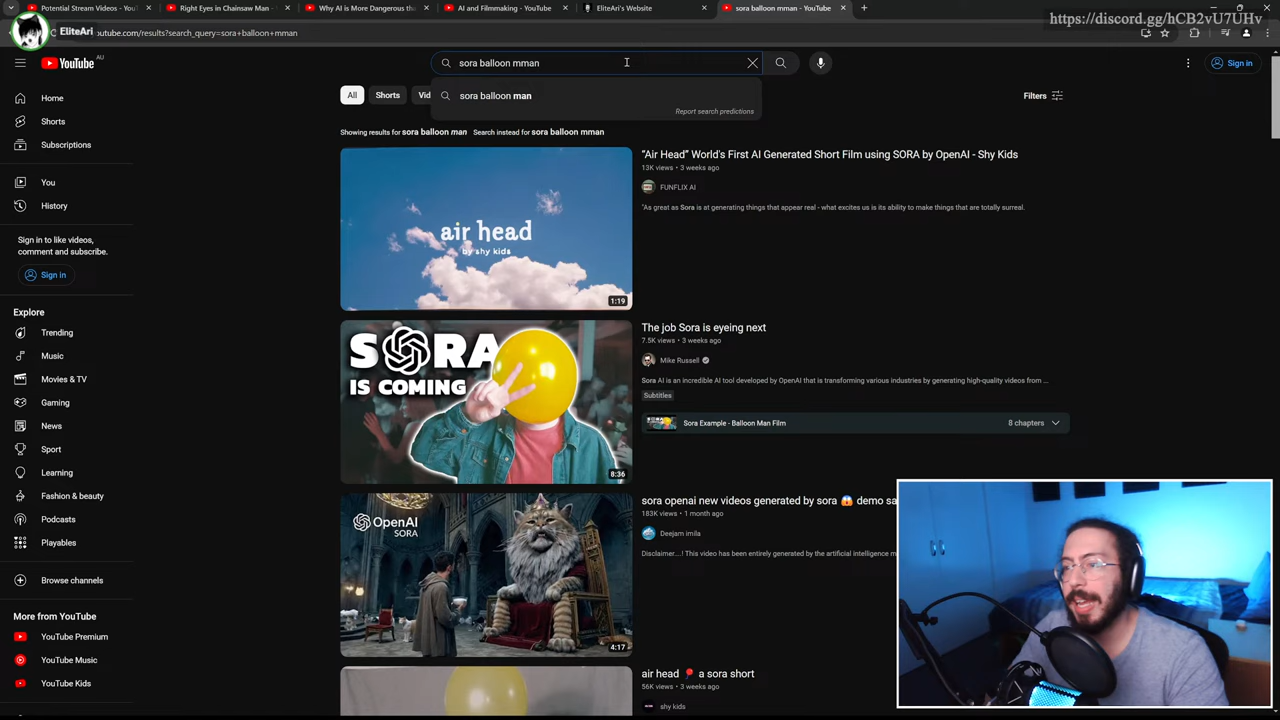 Potential Stream Videos - You
Right Eyes in Chainsaw Man -
Why AI is More Dangerous th
AI and Filmmaking - YouTube
EliteAri's Website
sora balloon mman - YouTube
https://discord.gg/hCB2vU7UHv
EliteAri
utube.com/results?search_query=sora+balloon+mman
YouTube AU
sora balloon mman
Sign in
sora balloon man
Report search predictions
All
Shorts
Vid
Filters
Showing results for sora balloon man Search instead for sora balloon mman
Home
Shorts
Subscriptions
You
History
Sign in to like videos,
comment and subscribe.
Sign in
Explore
Trending
Music
Movies & TV
Gaming
News
Sport
Learning
Fashion & beauty
Podcasts
Playables
Browse channels
More from YouTube
YouTube Premium
YouTube Music
YouTube Kids
air head
by shy kids
1:19
“Air Head” World's First AI Generated Short Film using SORA by OpenAI - Shy Kids
13K views • 3 weeks ago
FUNFLIX AI
"As great as Sora is at generating things that appear real - what excites us is its ability to make things that are totally surreal.
SORA
IS COMING
8:36
The job Sora is eyeing next
7.5K views • 3 weeks ago
Mike Russell
Sora AI is an incredible AI tool developed by OpenAI that is transforming various industries by generating high-quality videos from ...
Subtitles
Sora Example - Balloon Man Film
8 chapters
OpenAI
SORA
4:17
sora openai new videos generated by sora 😱 demo sa
183K views • 1 month ago
Deejam imila
Disclaimer....! This video has been entirely generated by the artificial intelligence m
air head 🎈 a sora short
56K views • 3 weeks ago
shy kids